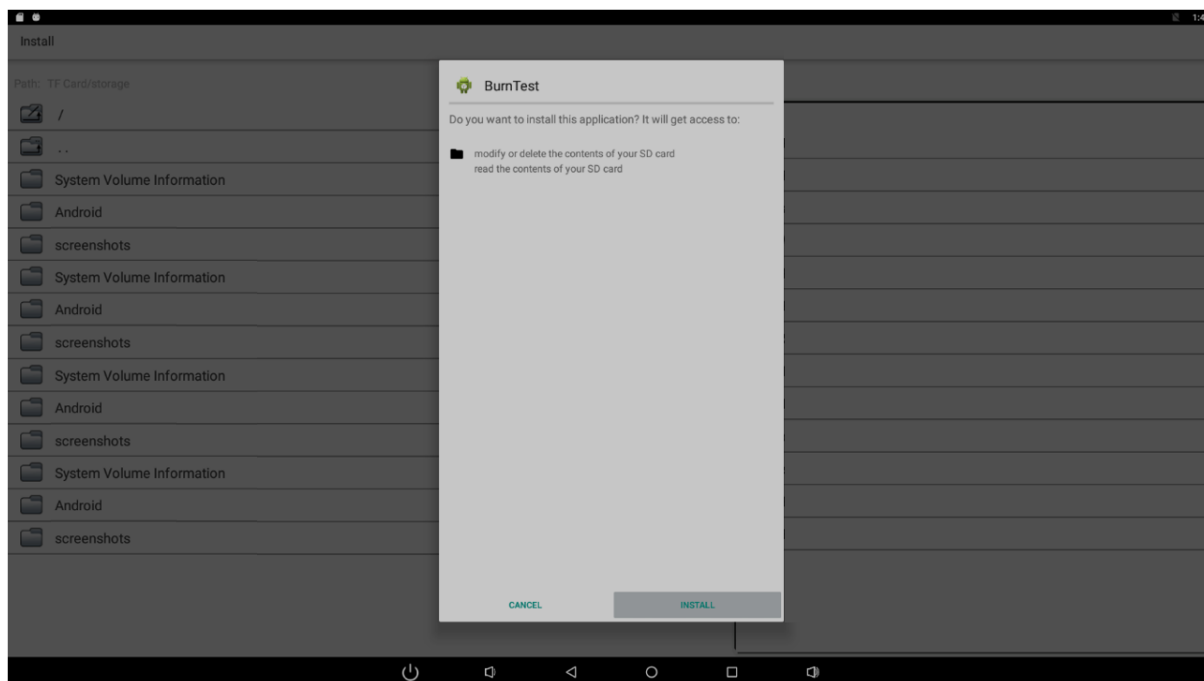 1:4
Install
Path: TF Card/storage
/
..
System Volume Information
Android
screenshots
System Volume Information
Android
screenshots
System Volume Information
Android
screenshots
System Volume Information
Android
screenshots
BurnTest
Do you want to install this application? It will get access to:
modify or delete the contents of your SD card
read the contents of your SD card
CANCEL
INSTALL